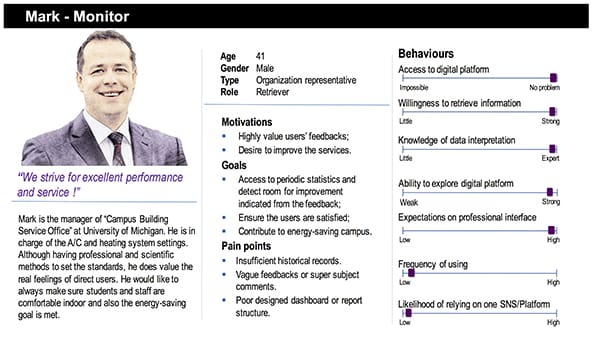 Mark - Monitor
“We strive for excellent performance
and service !”
Mark is the manager of “Campus Building
Service Office” at University of Michigan. He is in
charge of the A/C and heating system settings.
Although having professional and scientific
methods to set the standards, he does value the
real feelings of direct users. He would like to
always make sure students and staff are
comfortable indoor and also the energy-saving
goal is met.
Age 41
Gender Male
Type Organization representative
Role Retriever
Motivations
• Highly value users’ feedbacks;
• Desire to improve the services.
Goals
• Access to periodic statistics and
detect room for improvement
indicated from the feedback;
• Ensure the users are satisfied;
• Contribute to energy-saving campus.
Pain points
• Insufficient historical records.
• Vague feedbacks or super subject
comments.
• Poor designed dashboard or report
structure.
Behaviours
Access to digital platform
Impossible No problem
Willingness to retrieve information
Little Strong
Knowledge of data interpretation
Little Expert
Ability to explore digital platform
Weak Strong
Expectations on professional interface
Low High
Frequency of using
Low High
Likelihood of relying on one SNS/Platform
Low High